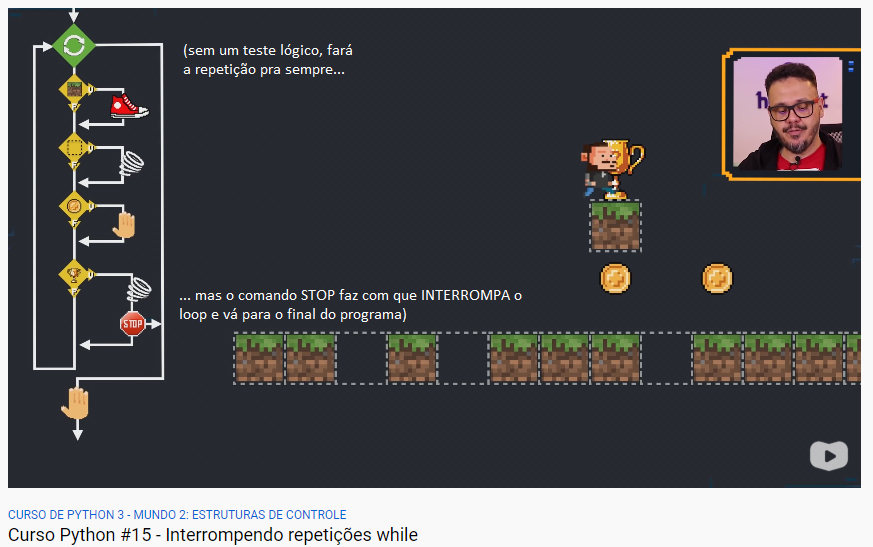 (sem um teste lógico, fará
a repetição pra sempre...
... mas o comando STOP faz com que INTERROMPA o
loop e vá para o final do programa)
STOP
CURSO DE PYTHON 3 - MUNDO 2: ESTRUTURAS DE CONTROLE
Curso Python #15 - Interrompendo repetições while